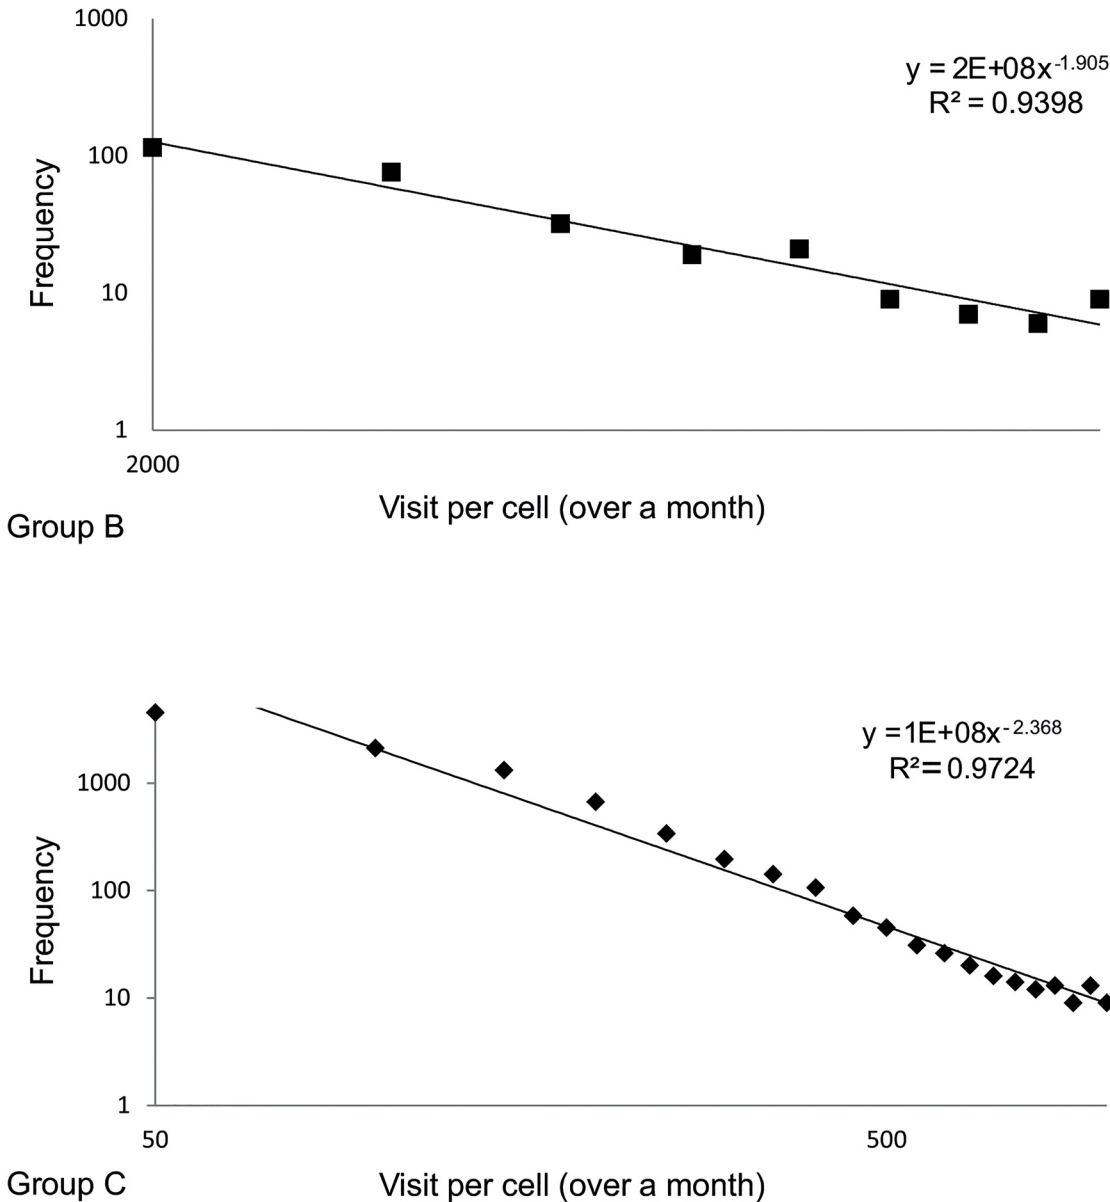 1000
y = 2E+08x-1.905
R² = 0.9398
100
Frequency
10
1
2000
Visit per cell (over a month)
Group B
y =1E+08x-2.368
R²= 0.9724
1000
100
Frequency
10
1
50
500
Group C
Visit per cell (over a month)